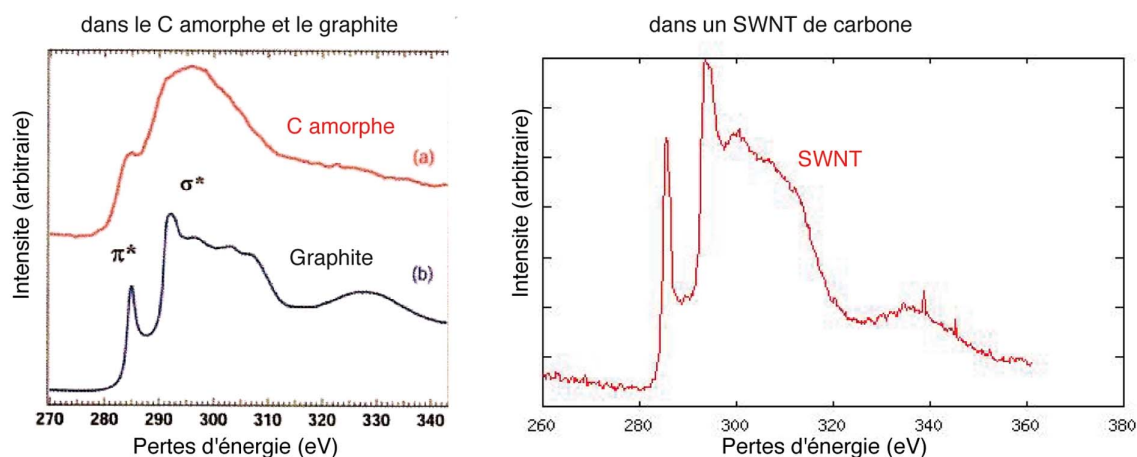 dans le C amorphe et le graphite
Intensite (arbitraire)
C amorphe
(a)
σ*
π*
Graphite
(b)
270 280 290 300 310 320 330 340
Pertes d'énergie (eV)
dans un SWNT de carbone
Intensite (arbitraire)
SWNT
260 280 300 320 340 360 380
Pertes d'énergie (eV)